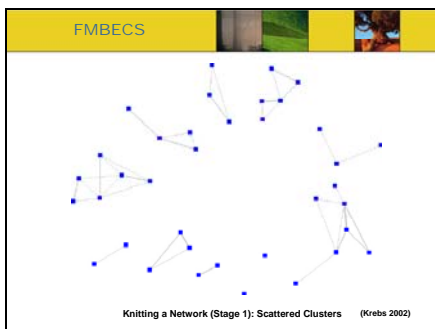 FMBECS
Knitting a Network (Stage 1): Scattered Clusters (Krebs 2002)